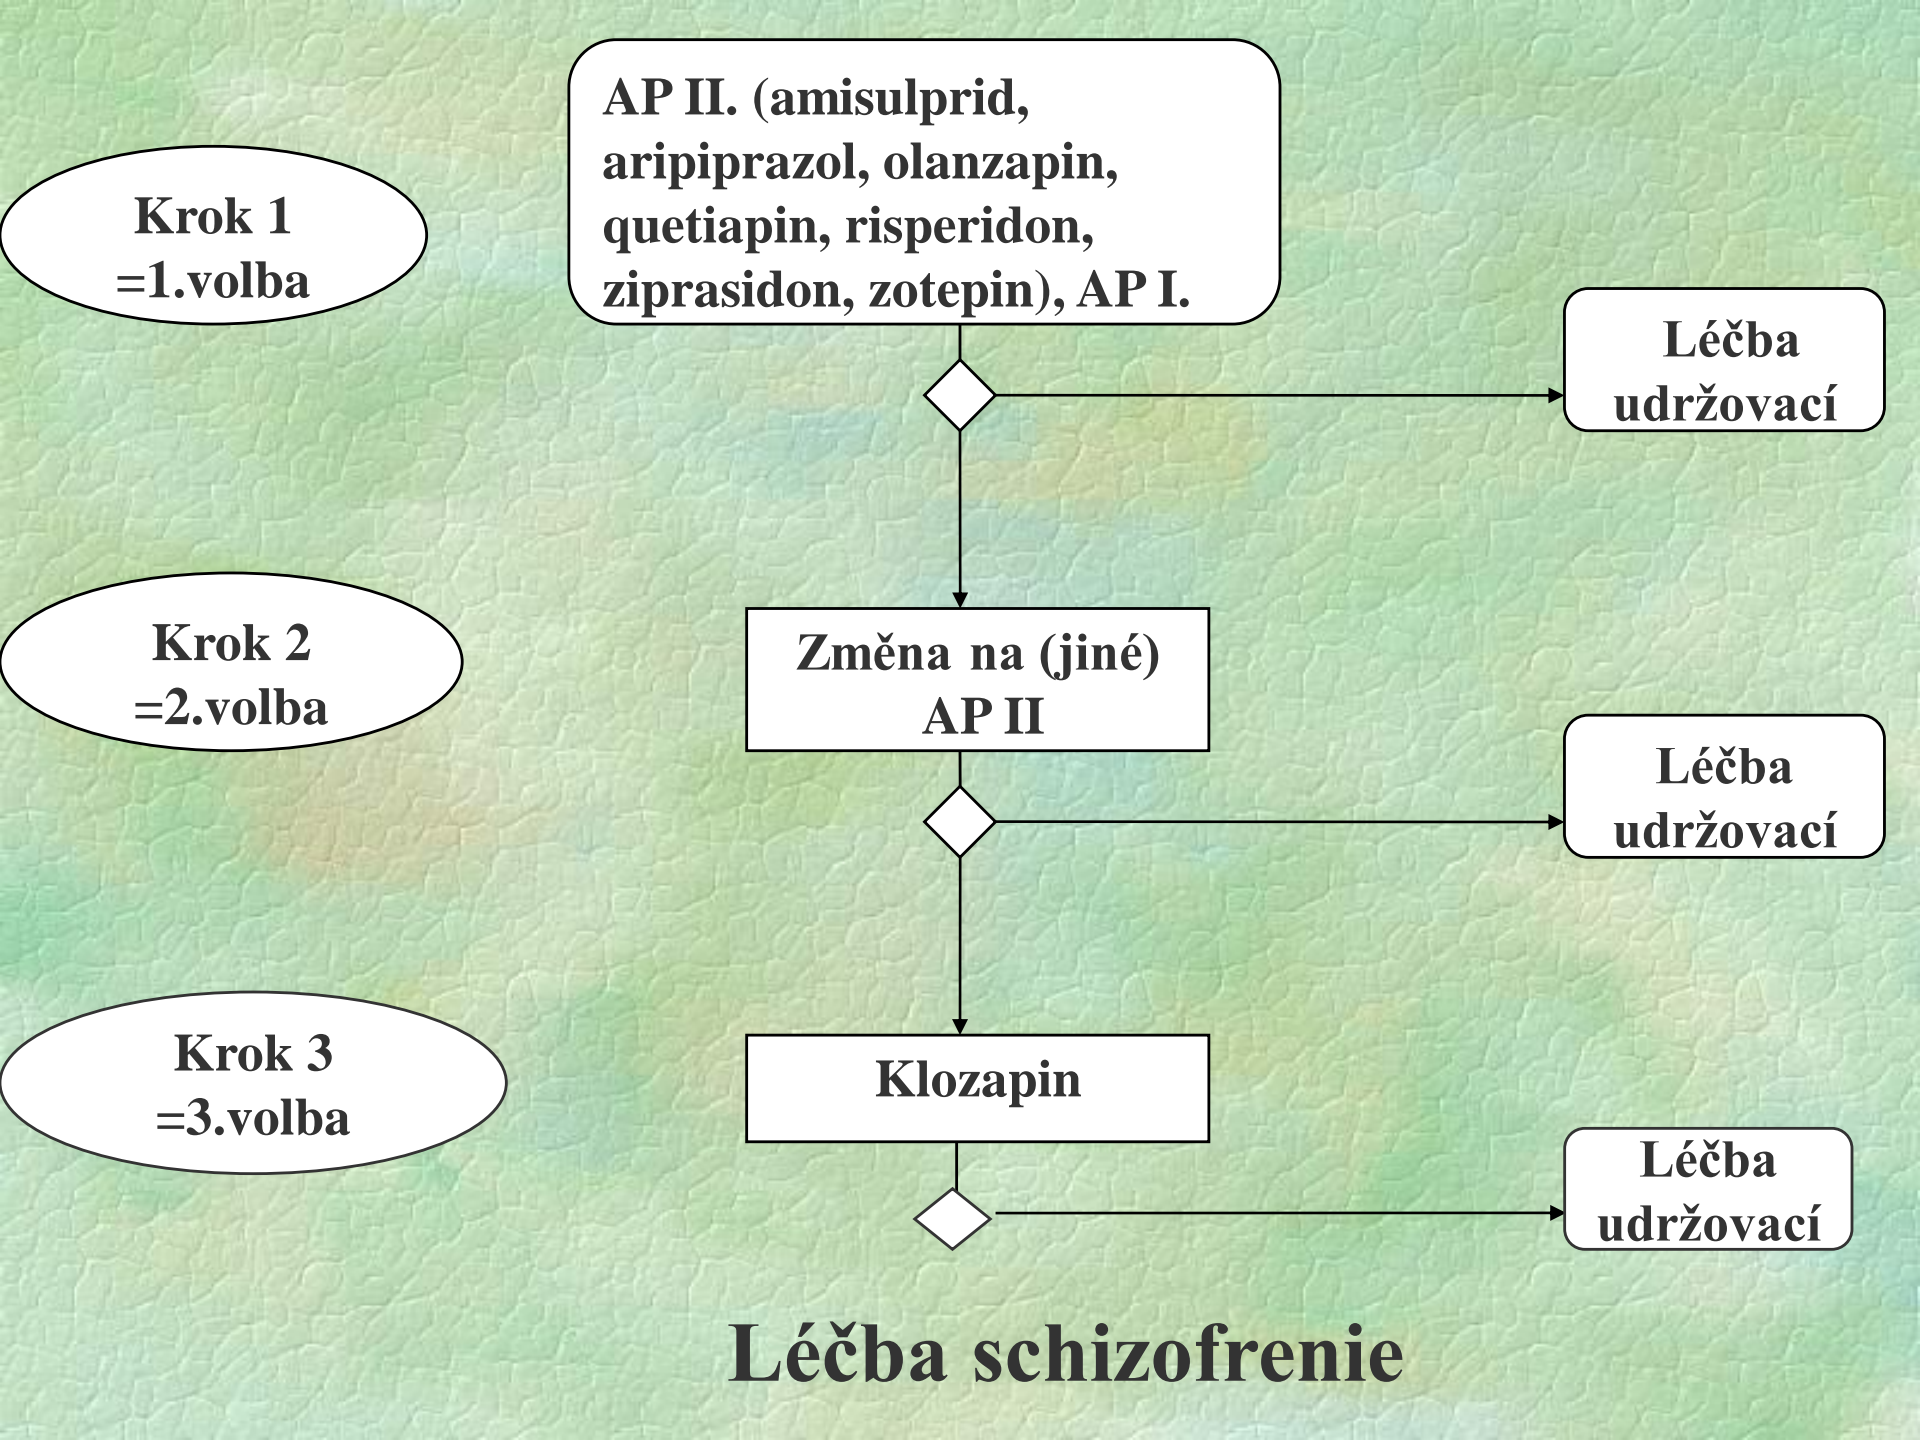 AP II. (amisulprid,
aripiprazol, olanzapin,
quetiapin, risperidon,
ziprasidon, zotepin), AP I.
Krok 1
=1.volba
Léčba
udržovací
Krok 2
=2.volba
Změna na (jiné)
AP II
Léčba
udržovací
Krok 3
=3.volba
Klozapin
Léčba
udržovací
Léčba schizofrenie